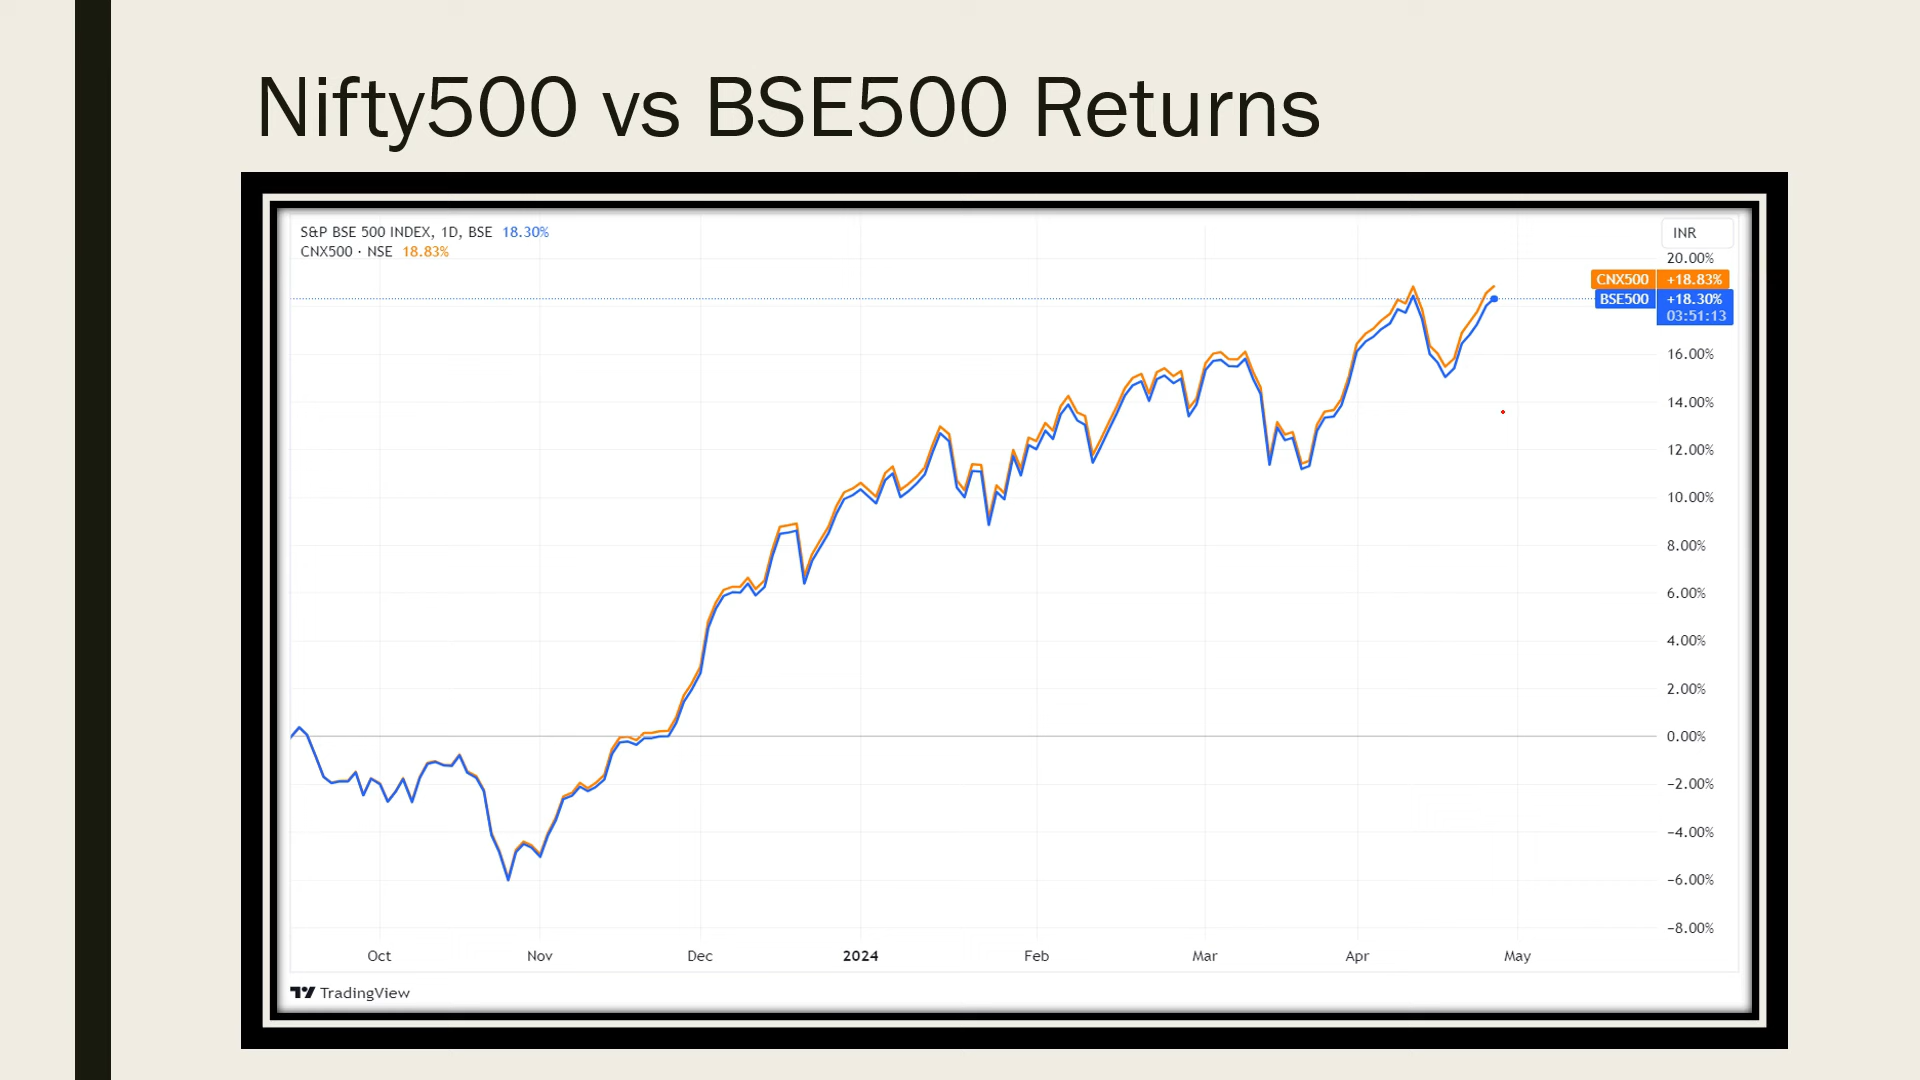 Nifty500 vs BSE500 Returns
S&P BSE 500 INDEX, 1D, BSE 18.30%
CNX500 · NSE 18.83%
INR
20.00%
CNX500 +18.83%
BSE500 +18.30%
03:51:13
16.00%
14.00%
12.00%
10.00%
8.00%
6.00%
4.00%
2.00%
0.00%
−2.00%
−4.00%
−6.00%
−8.00%
Oct Nov Dec 2024 Feb Mar Apr May
TradingView